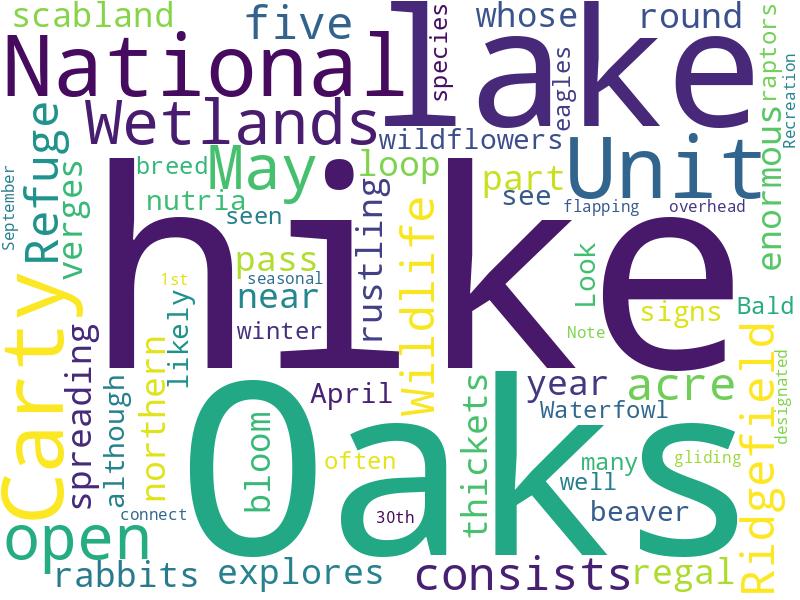 scabland
five
whose
round
National
lake
species
eagles
raptors
Recreation
Wetlands
wildflowers
Refuge
verges
May
breed
loop
part
Unit
enormous
nutria
see
flapping
overhead
September
seen
rustling
Wildlife
pass
hike
Look
1st
seasonal
near
signs
Bald
Carty
likely
winter
Note
spreading
northern
Ridgefield
although
April
year
acre
designated
Oaks
thickets
Waterfowl
bloom
often
many
gliding
well
connect
30th
beaver
open
rabbits
explores
consists
regal